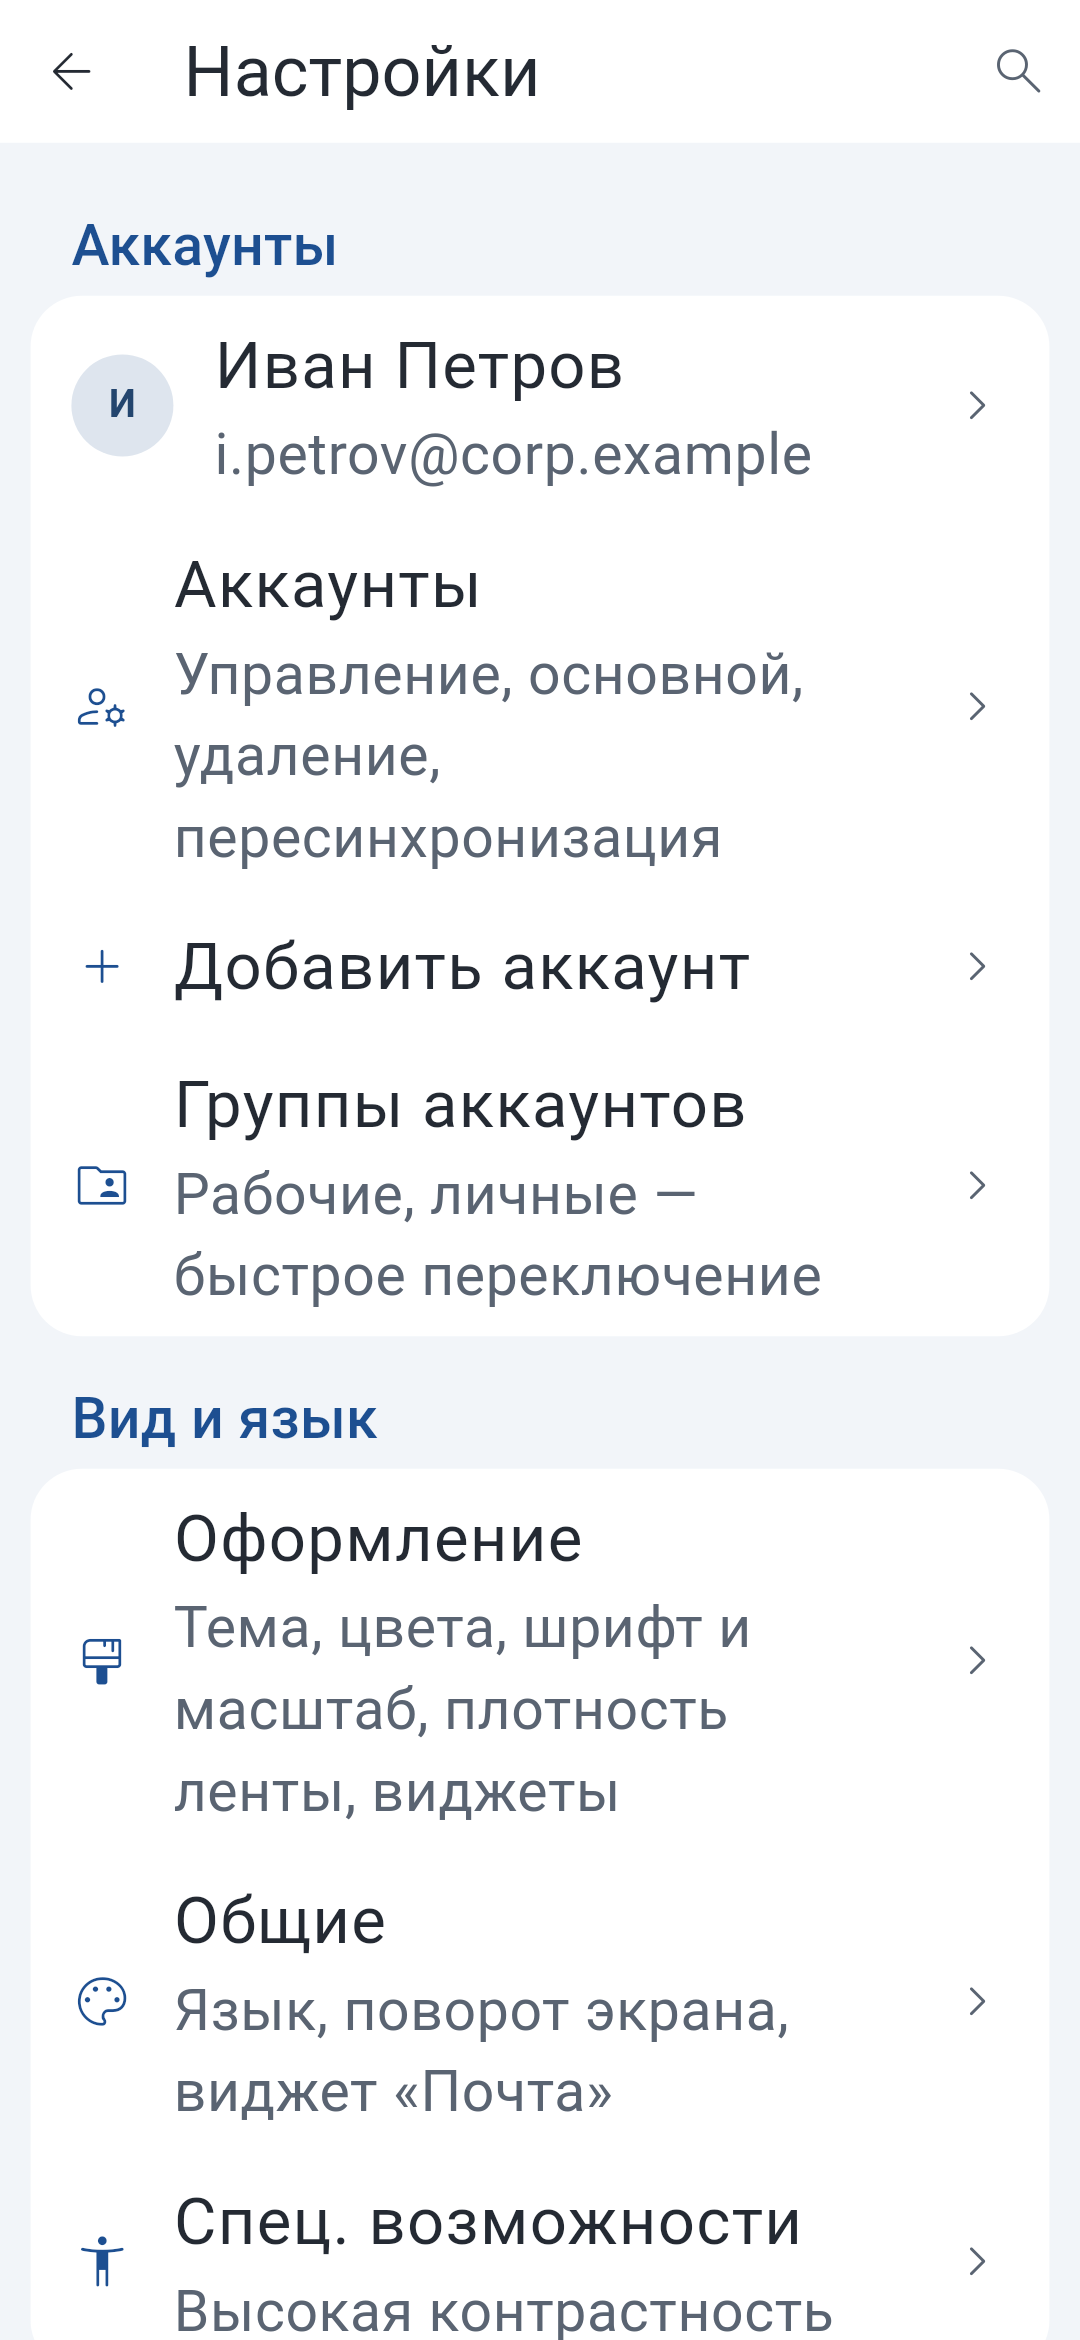 Настройки
Аккаунты
И
Иван Петров
i.petrov@corp.example
Аккаунты
Управление, основной,
удаление,
пересинхронизация
Добавить аккаунт
Группы аккаунтов
Рабочие, личные —
быстрое переключение
Вид и язык
Оформление
Тема, цвета, шрифт и
масштаб, плотность
ленты, виджеты
Общие
Язык, поворот экрана,
виджет «Почта»
Спец. возможности
Высокая контрастность